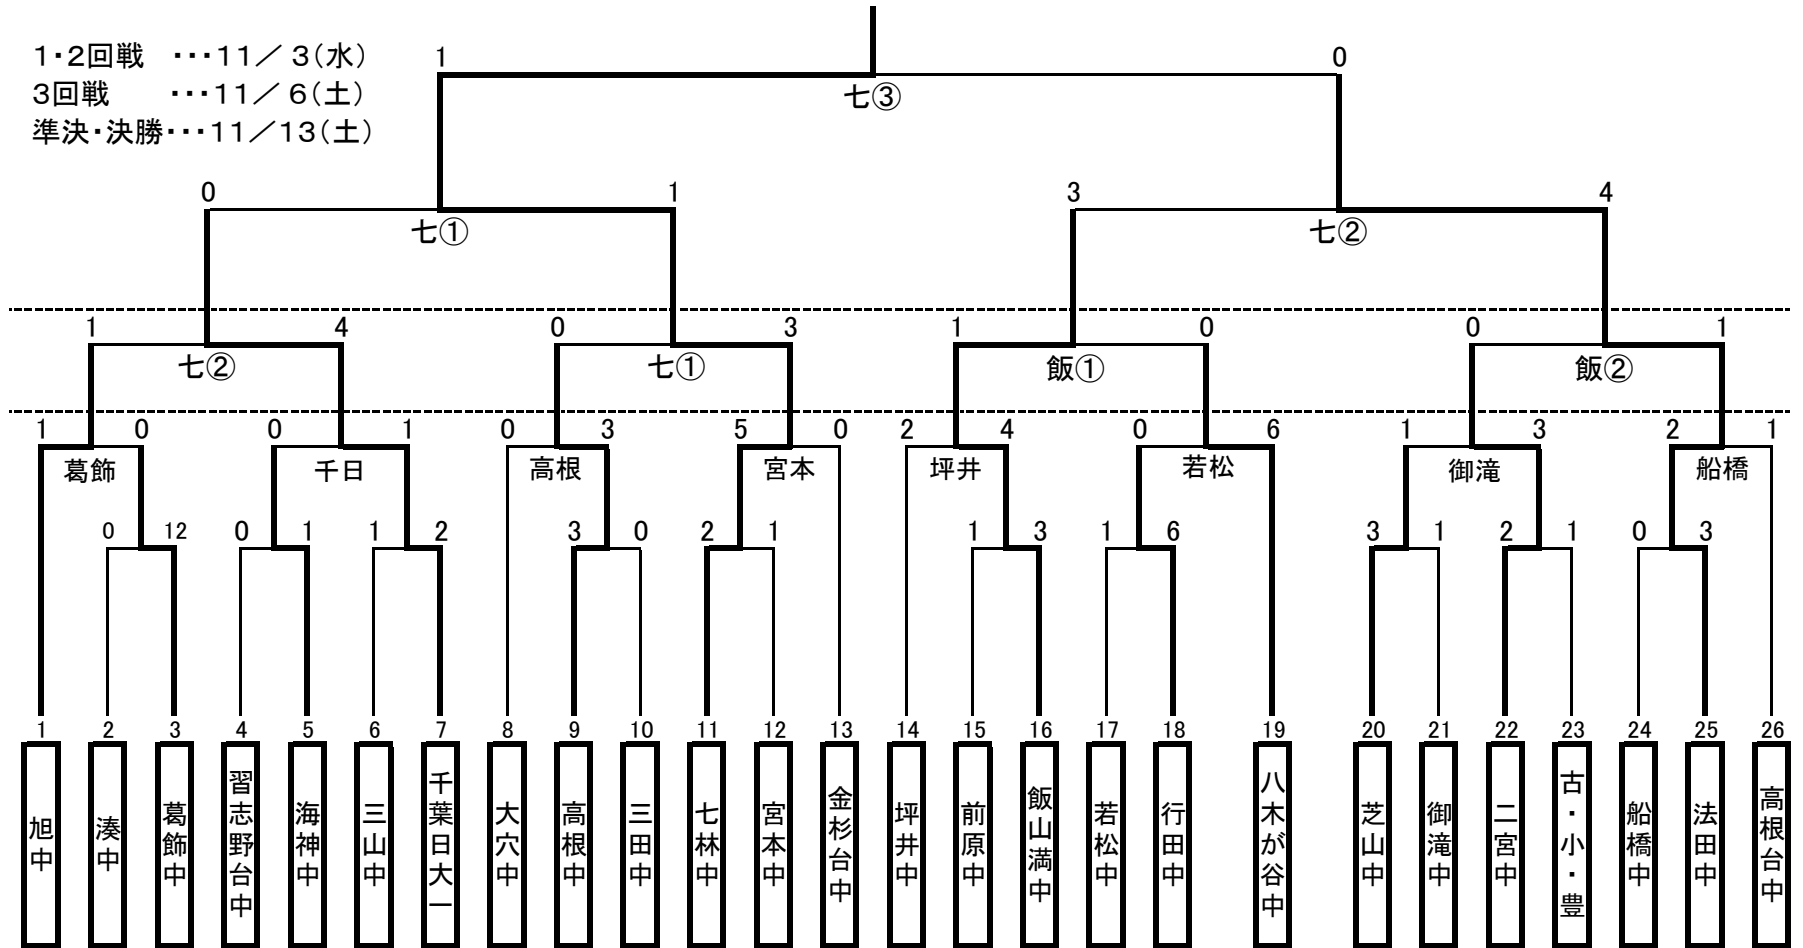 1・2回戦　・・・11／ 3（水）
3回戦　　・・・11／ 6（土）
準決・決勝・・・11／13（土）
1 0
七③
0 1 3 4
七① 七②
1 4 0 3 1 0 0 1
七② 七① 飯① 飯②
1 0 0 1 0 3 5 0 2 4 0 6 1 3 2 1
葛飾 千日 高根 宮本 坪井 若松 御滝 船橋
0 12 0 1 1 2 3 0 2 1 1 3 1 6 3 1 2 1 0 3
1 2 3 4 5 6 7 8 9 10 11 12 13 14 15 16 17 18 19 20 21 22 23 24 25 26
旭中
湊中
葛飾中
習志野台中
海神中
三山中
千葉日大一
大穴中
高根中
三田中
七林中
宮本中
金杉台中
坪井中
前原中
飯山満中
若松中
行田中
八木が谷中
芝山中
御滝中
二宮中
古・小・豊
船橋中
法田中
高根台中